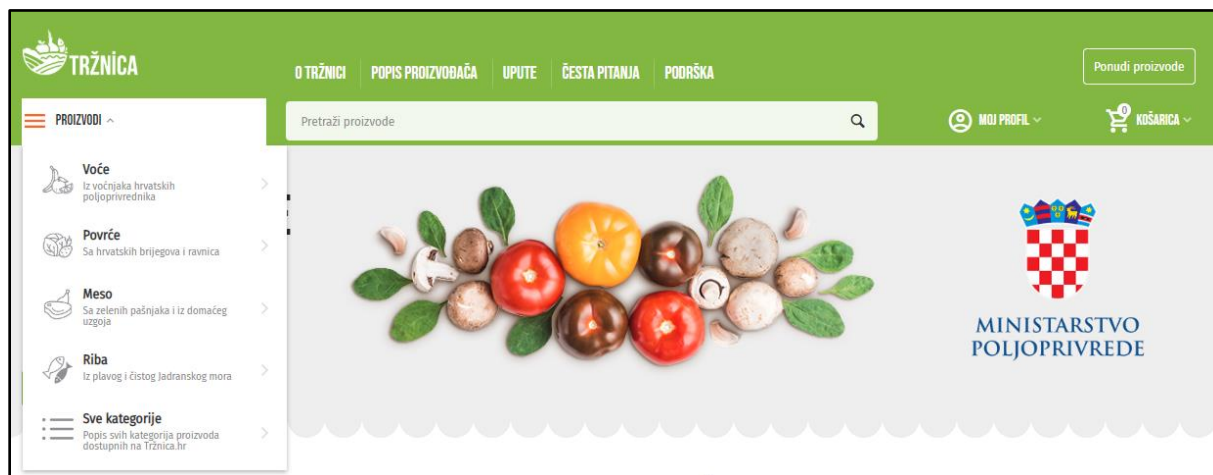 TRŽNICA
O TRŽNICI POPIS PROIZVOĐAČA UPUTE ČESTA PITANJA PODRŠKA
Ponudi proizvode
PROIZVODI
Pretraži proizvode
MOJ PROFIL
0
KOŠARICA
Voće
Iz voćnjaka hrvatskih
poljoprivrednika
Povrće
Sa hrvatskih brijegova i ravnica
Meso
Sa zelenih pašnjaka i iz domaćeg
uzgoja
Riba
Iz plavog i čistog Jadranskog mora
Sve kategorije
Popis svih kategorija proizvoda
dostupnih na Tržnica.hr
MINISTARSTVO
POLJOPRIVREDE